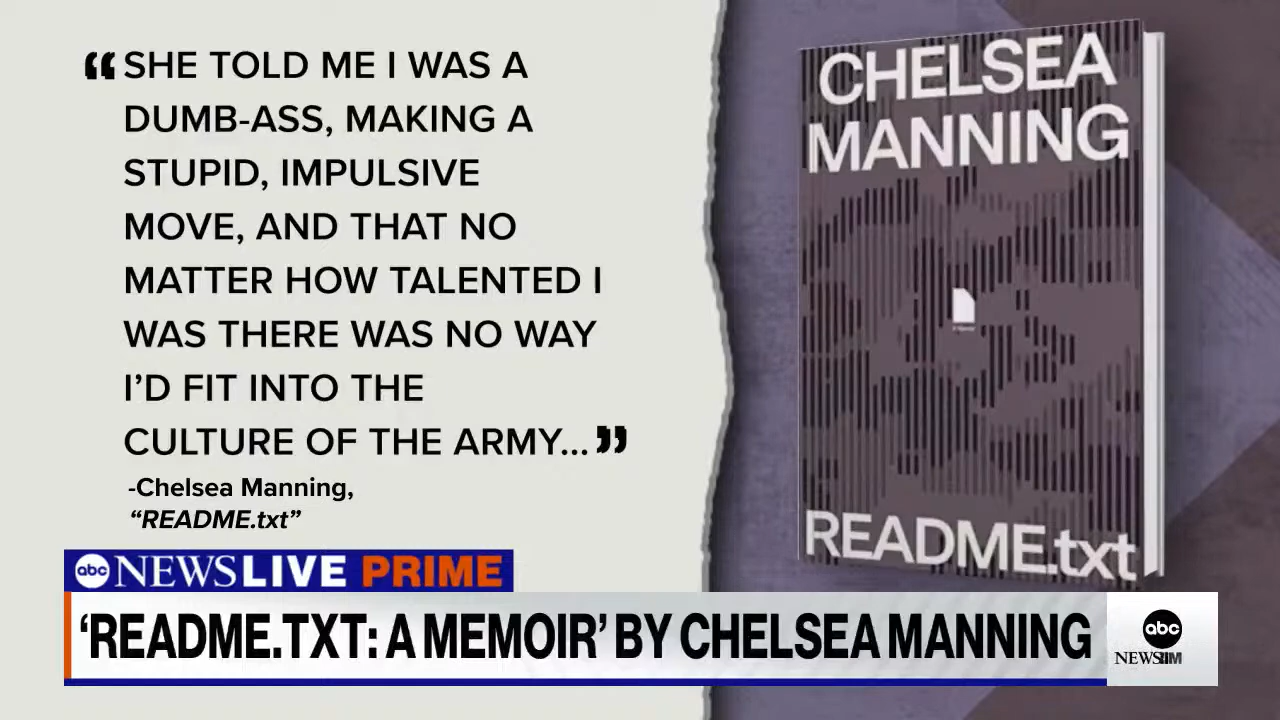 “SHE TOLD ME I WAS A
DUMB-ASS, MAKING A
STUPID, IMPULSIVE
MOVE, AND THAT NO
MATTER HOW TALENTED I
WAS THERE WAS NO WAY
I’D FIT INTO THE
CULTURE OF THE ARMY...”
-Chelsea Manning,
“README.txt”
CHELSEA
MANNING
README.txt
abc NEWS LIVE PRIME
‘README.TXT: A MEMOIR’ BY CHELSEA MANNING
abc
NEWS